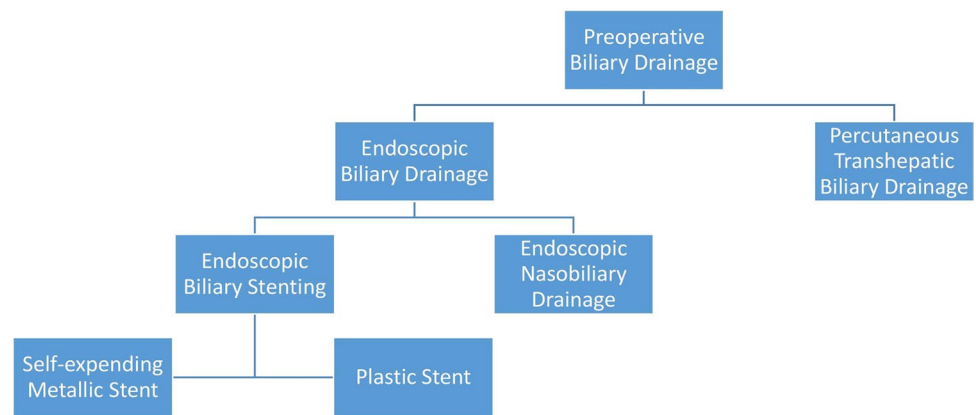 Preoperative
Biliary Drainage
Endoscopic
Biliary Drainage
Percutaneous
Transhepatic
Biliary Drainage
Endoscopic
Biliary Stenting
Endoscopic
Nasobiliary
Drainage
Self-expending
Metallic Stent
Plastic Stent